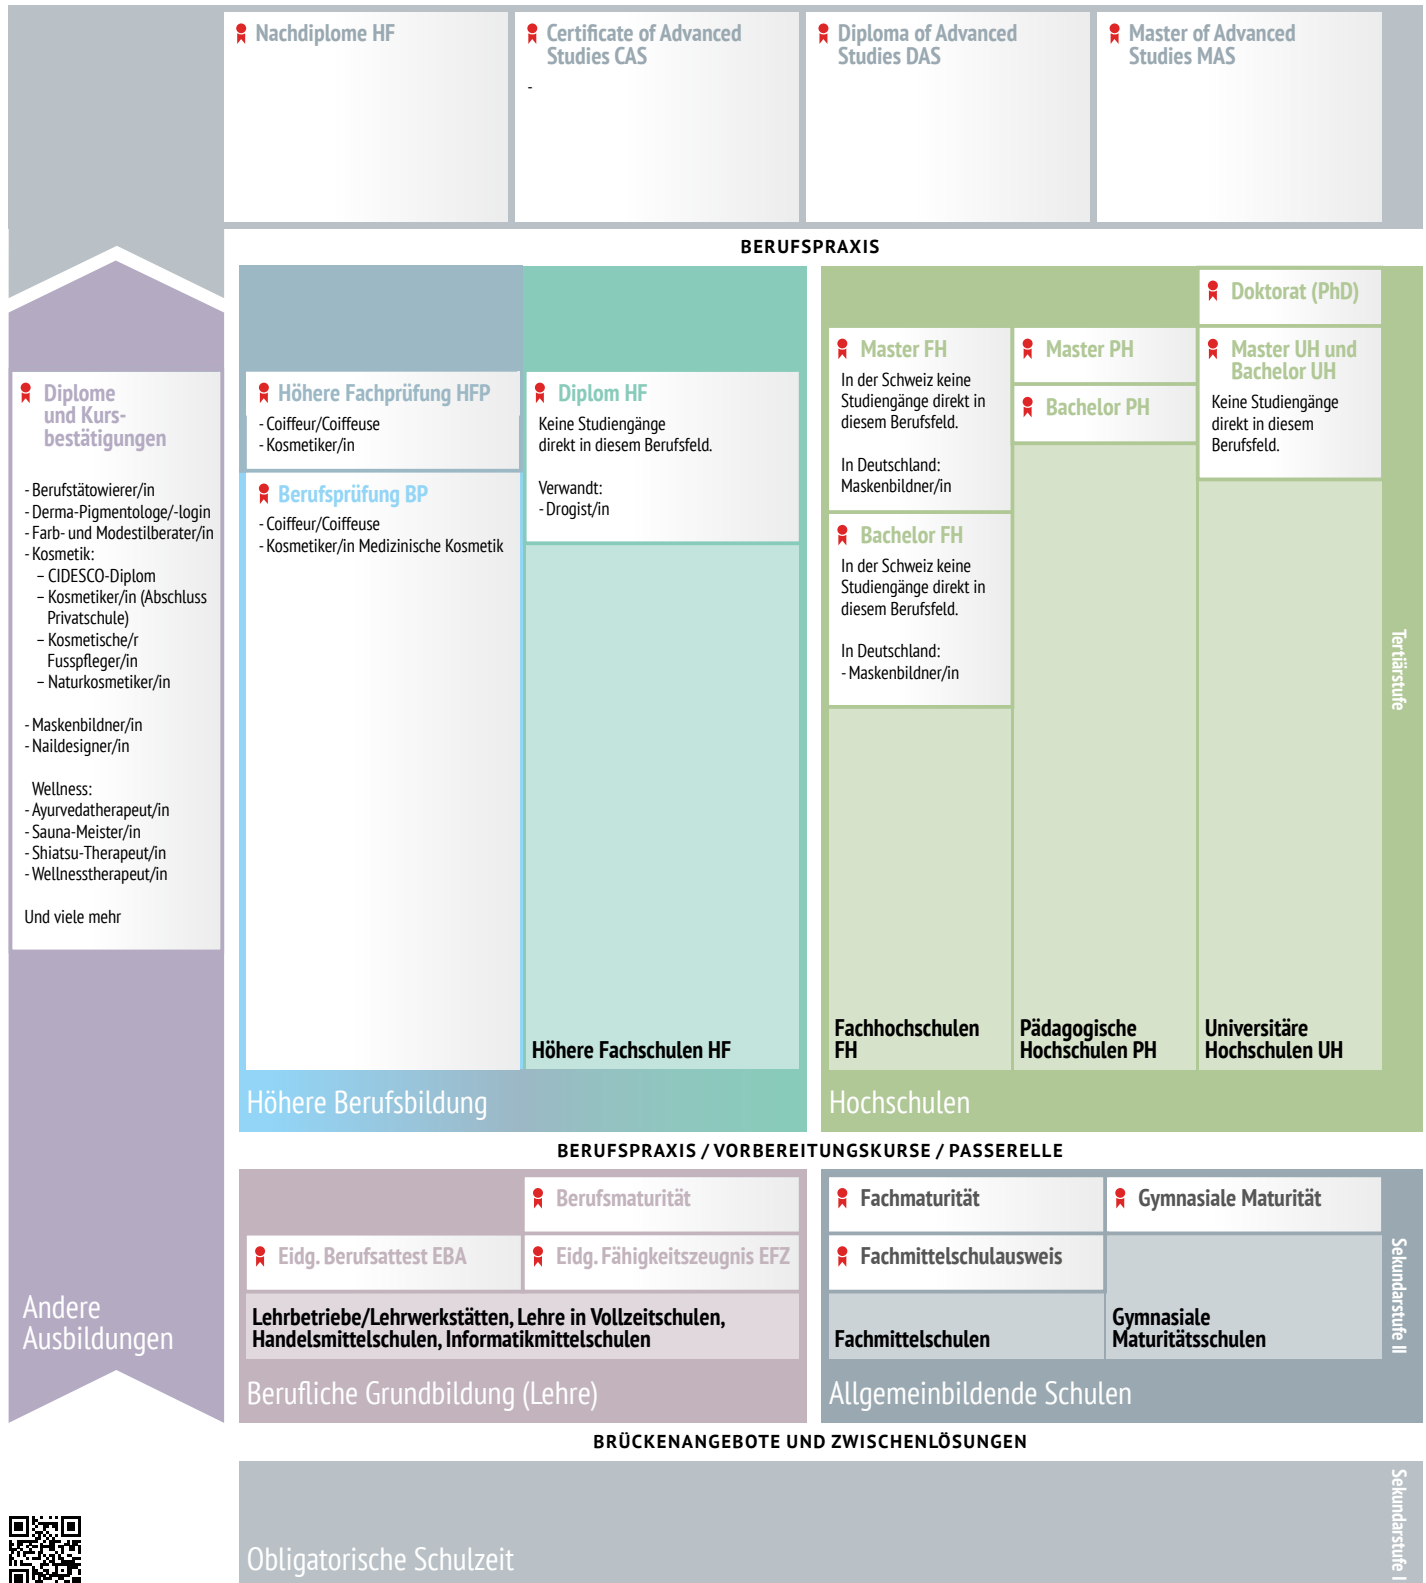 Nachdiplome HF
Certificate of Advanced
Studies CAS
-
Diploma of Advanced
Studies DAS
Master of Advanced
Studies MAS
BERUFSPRAXIS
Diplome
und Kurs-
bestätigungen
- Berufstätowierer/in
- Derma-Pigmentologe/-login
- Farb- und Modestilberater/in
- Kosmetik:
– CIDESCO-Diplom
– Kosmetiker/in (Abschluss
Privatschule)
– Kosmetische/r
Fusspfleger/in
– Naturkosmetiker/in
- Maskenbildner/in
- Naildesigner/in
Wellness:
- Ayurvedatherapeut/in
- Sauna-Meister/in
- Shiatsu-Therapeut/in
- Wellnesstherapeut/in
Und viele mehr
Andere
Ausbildungen
Höhere Fachprüfung HFP
- Coiffeur/Coiffeuse
- Kosmetiker/in
Berufsprüfung BP
- Coiffeur/Coiffeuse
- Kosmetiker/in Medizinische Kosmetik
Diplom HF
Keine Studiengänge
direkt in diesem Berufsfeld.
Verwandt:
- Drogist/in
Höhere Fachschulen HF
Höhere Berufsbildung
Master FH
In der Schweiz keine
Studiengänge direkt in
diesem Berufsfeld.
In Deutschland:
Maskenbildner/in
Bachelor FH
In der Schweiz keine
Studiengänge direkt in
diesem Berufsfeld.
In Deutschland:
- Maskenbildner/in
Fachhochschulen
FH
Master PH
Bachelor PH
Pädagogische
Hochschulen PH
Doktorat (PhD)
Master UH und
Bachelor UH
Keine Studiengänge
direkt in diesem
Berufsfeld.
Universitäre
Hochschulen UH
Hochschulen
Tertiärstufe
BERUFSPRAXIS / VORBEREITUNGSKURSE / PASSERELLE
Berufsmaturität
Eidg. Berufsattest EBA
Eidg. Fähigkeitszeugnis EFZ
Lehrbetriebe/Lehrwerkstätten, Lehre in Vollzeitschulen,
Handelsmittelschulen, Informatikmittelschulen
Berufliche Grundbildung (Lehre)
Fachmaturität
Gymnasiale Maturität
Fachmittelschulausweis
Fachmittelschulen
Gymnasiale
Maturitätsschulen
Allgemeinbildende Schulen
Sekundarstufe II
BRÜCKENANGEBOTE UND ZWISCHENLÖSUNGEN
Obligatorische Schulzeit
Sekundarstufe I